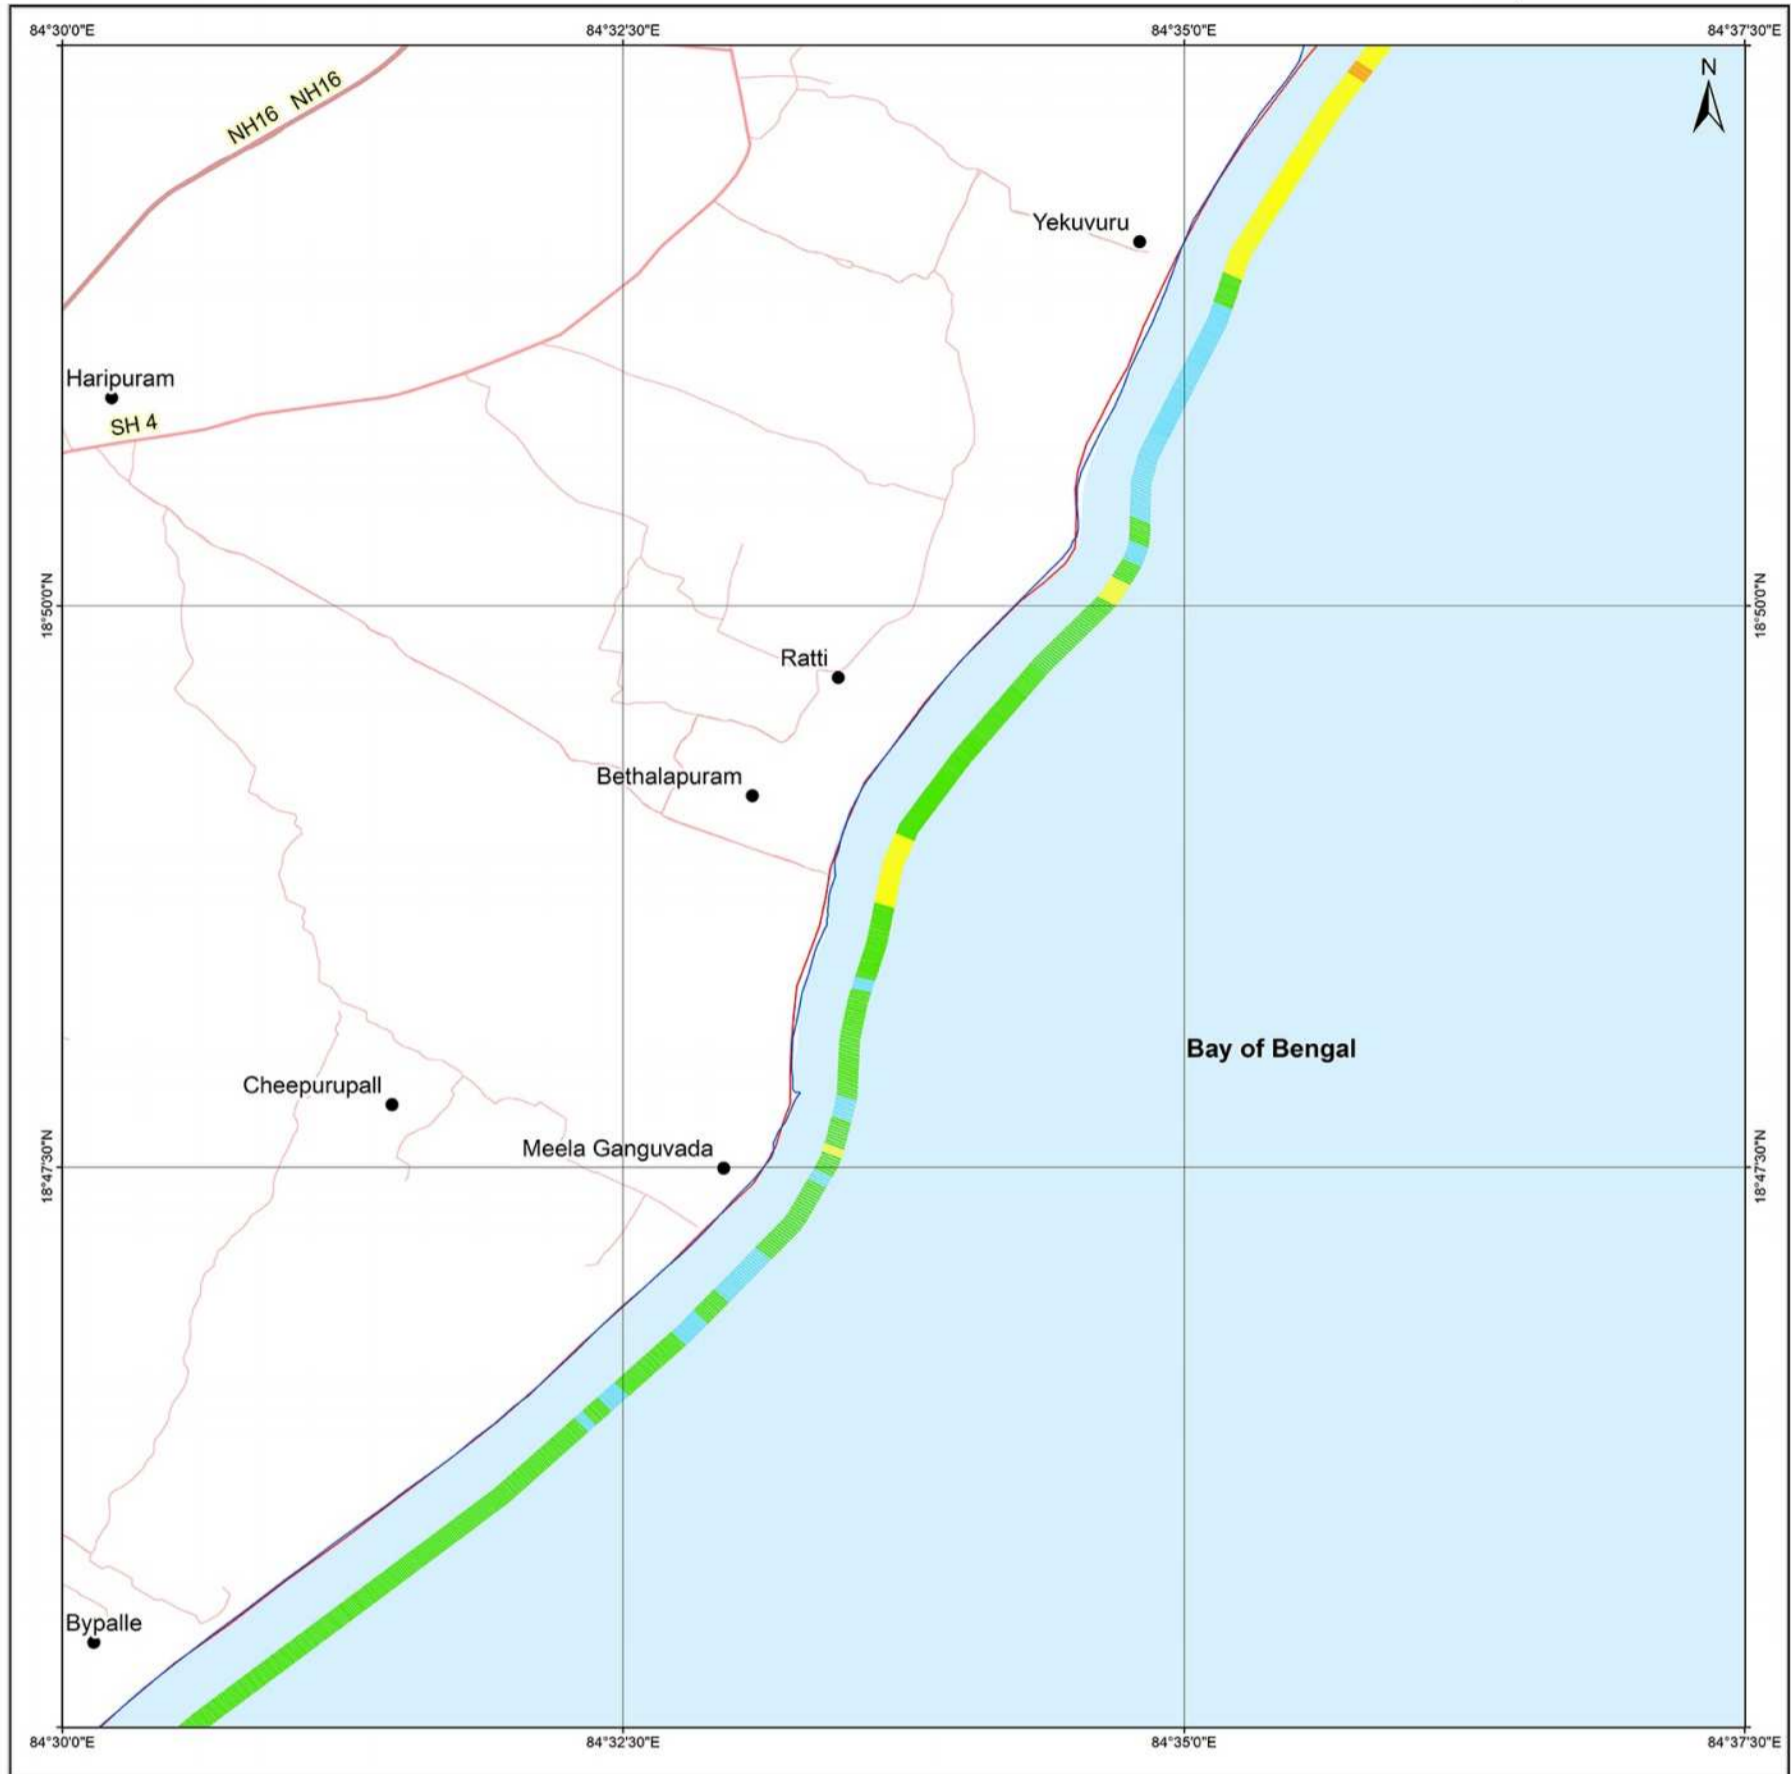 84°30'0"E
84°32'30"E
84°35'0"E
84°37'30"E
N
NH16
NH16
Yekuvuru
Haripuram
SH 4
18°50'0"N
18°50'0"N
Ratti
Bethalapuram
Bay of Bengal
Cheepurupall
Meela Ganguvada
18°47'30"N
18°47'30"N
Bypalle
84°30'0"E
84°32'30"E
84°35'0"E
84°37'30"E